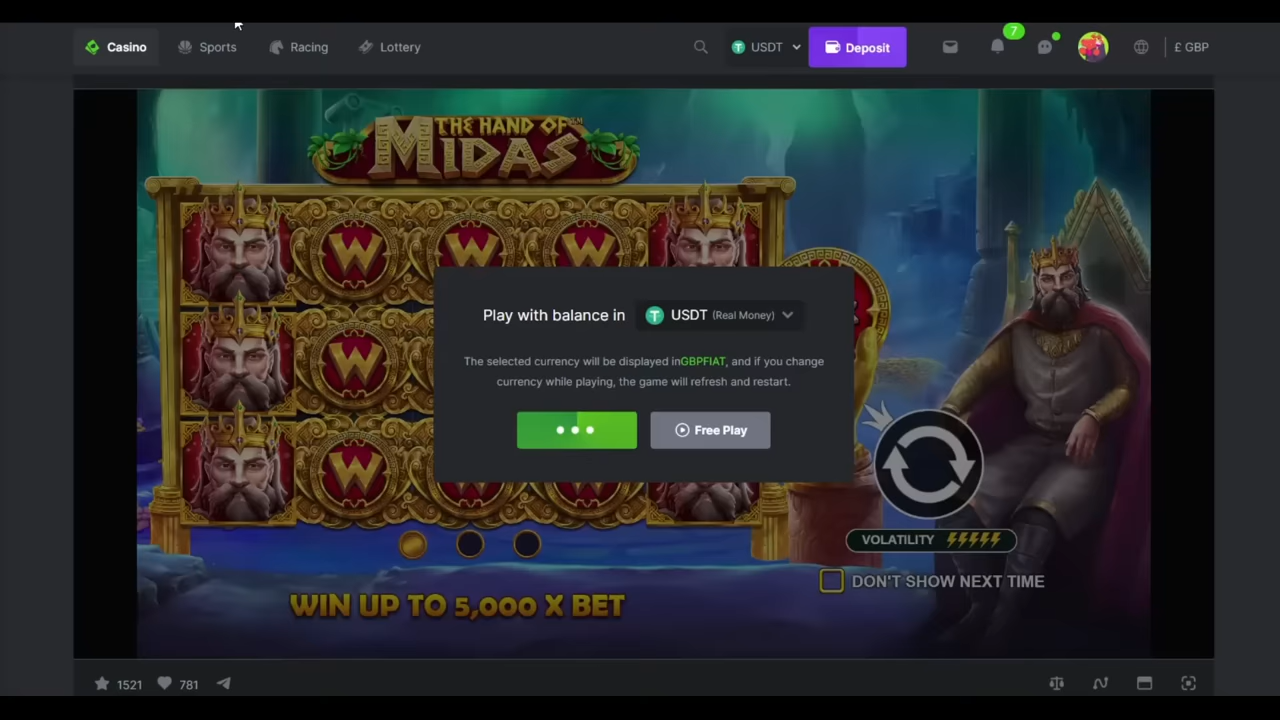 Casino
Sports
Racing
Lottery
USDT
Deposit
7
£ GBP
THE HAND OF™
MIDAS
W W W
W
W
Play with balance in USDT (Real Money)
The selected currency will be displayed inGBPFIAT, and if you change
currency while playing, the game will refresh and restart.
Free Play
VOLATILITY
DON'T SHOW NEXT TIME
WIN UP TO 5,000 X BET
1521
781